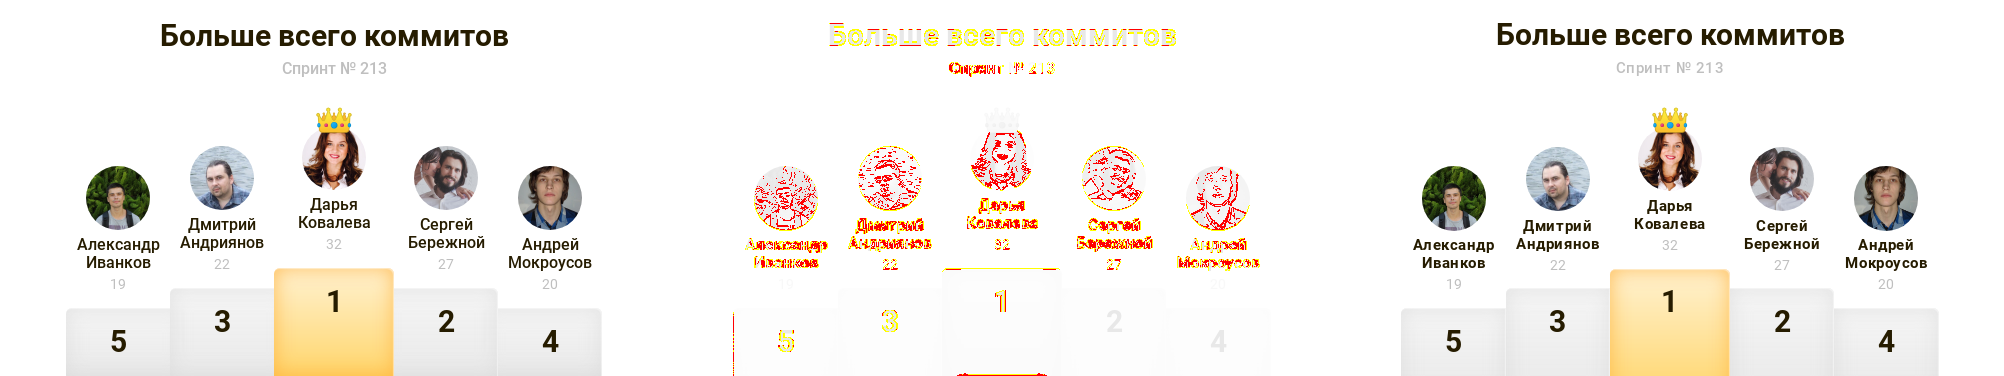 Больше всего коммитов
Спринт № 213
Дарья
Ковалева
32
Дмитрий
Андриянов
22
Сергей
Бережной
27
Александр
Иванков
19
Андрей
Мокроусов
20
1
3
2
5
4
Больше всего коммитов
Спринт № 213
Дарья
Ковалева
32
Дмитрий
Андриянов
22
Сергей
Бережной
27
Александр
Иванков
19
Андрей
Мокроусов
20
1
3
2
5
4
Больше всего коммитов
Спринт № 213
Дарья
Ковалева
32
Дмитрий
Андриянов
22
Сергей
Бережной
27
Александр
Иванков
19
Андрей
Мокроусов
20
1
3
2
5
4